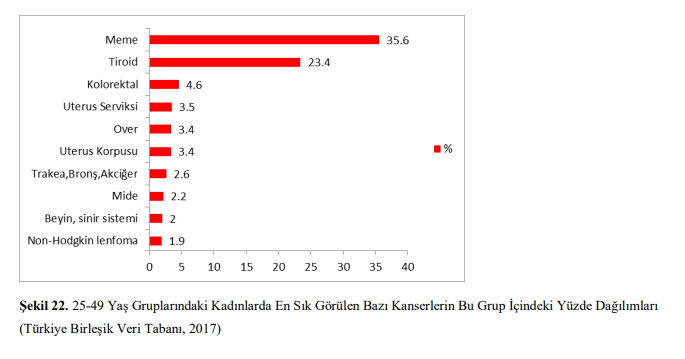 Meme 35.6
Tiroid 23.4
Kolorektal 4.6
Uterus Serviksi 3.5
Over 3.4
Uterus Korpusu 3.4
Trakea,Bronş,Akciğer 2.6
Mide 2.2
Beyin, sinir sistemi 2
Non-Hodgkin lenfoma 1.9
0 5 10 15 20 25 30 35 40
%
Şekil 22. 25-49 Yaş Gruplarındaki Kadınlarda En Sık Görülen Bazı Kanserlerin Bu Grup İçindeki Yüzde Dağılımları
(Türkiye Birleşik Veri Tabanı, 2017)